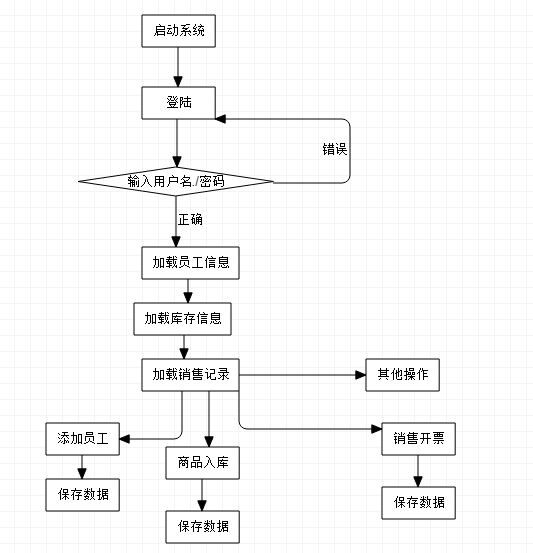 启动系统
登陆
错误
输入用户名./密码
正确
加载员工信息
加载库存信息
加载销售记录
其他操作
添加员工
商品入库
销售开票
保存数据
保存数据
保存数据